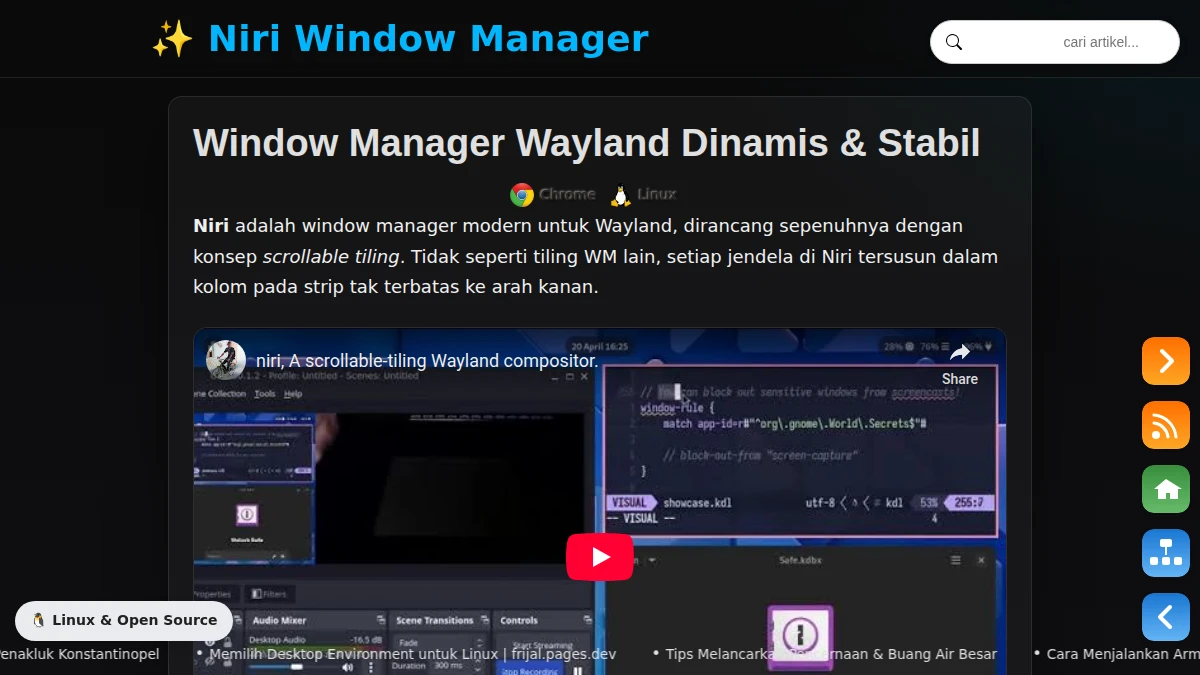 ✨ Niri Window Manager
cari artikel...
Window Manager Wayland Dinamis & Stabil
Chrome Linux
Niri adalah window manager modern untuk Wayland, dirancang sepenuhnya dengan
konsep scrollable tiling. Tidak seperti tiling WM lain, setiap jendela di Niri tersusun dalam
kolom pada strip tak terbatas ke arah kanan.
20 April 16:25
28% 76%
niri, A scrollable-tiling Wayland compositor.
Share
- Profile: Untitled - Scenes: Untitled
Collection Tools Help
// You can block out sensitive windows from screencasts!
window-rule {
match app-id=r#"^org\.gnome\.World\.Secrets$"#
// block-out-from "screen-capture"
}
VISUAL showcase.kdl utf-8 kdl 53% 255:7
-- VISUAL -- 4
Safe.kdbx
Properties Filters
🐧 Linux & Open Source
Audio Mixer Scene Transitions Controls
Desktop Audio -16.5 dB Fade Start Streaming
Duration 300 ms Stop Recording
enakluk Konstantinopel • Memilih Desktop Environment untuk Linux | frijal.pages.dev • Tips Melancarkan Pencernaan & Buang Air Besar • Cara Menjalankan Arm